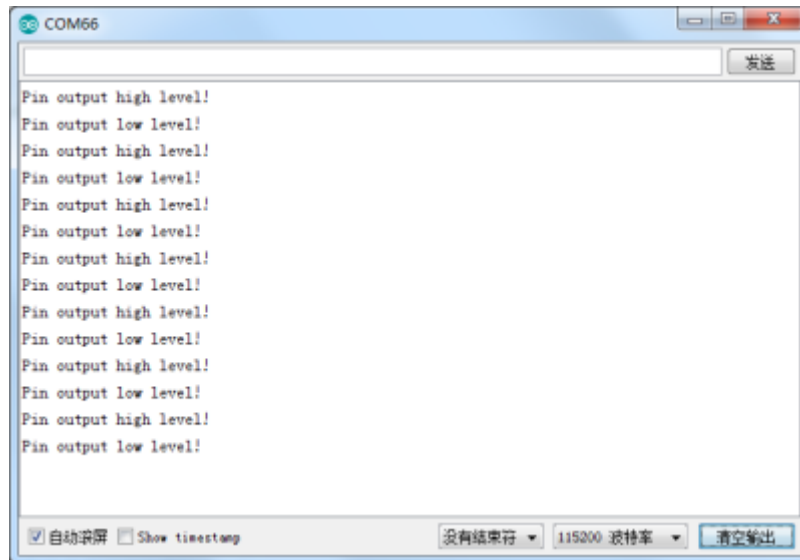 COM66
发送
Pin output high level!
Pin output low level!
Pin output high level!
Pin output low level!
Pin output high level!
Pin output low level!
Pin output high level!
Pin output low level!
Pin output high level!
Pin output low level!
Pin output high level!
Pin output low level!
Pin output high level!
Pin output low level!
自动滚屏 Show timestamp 没有结束符 115200 波特率 清空输出